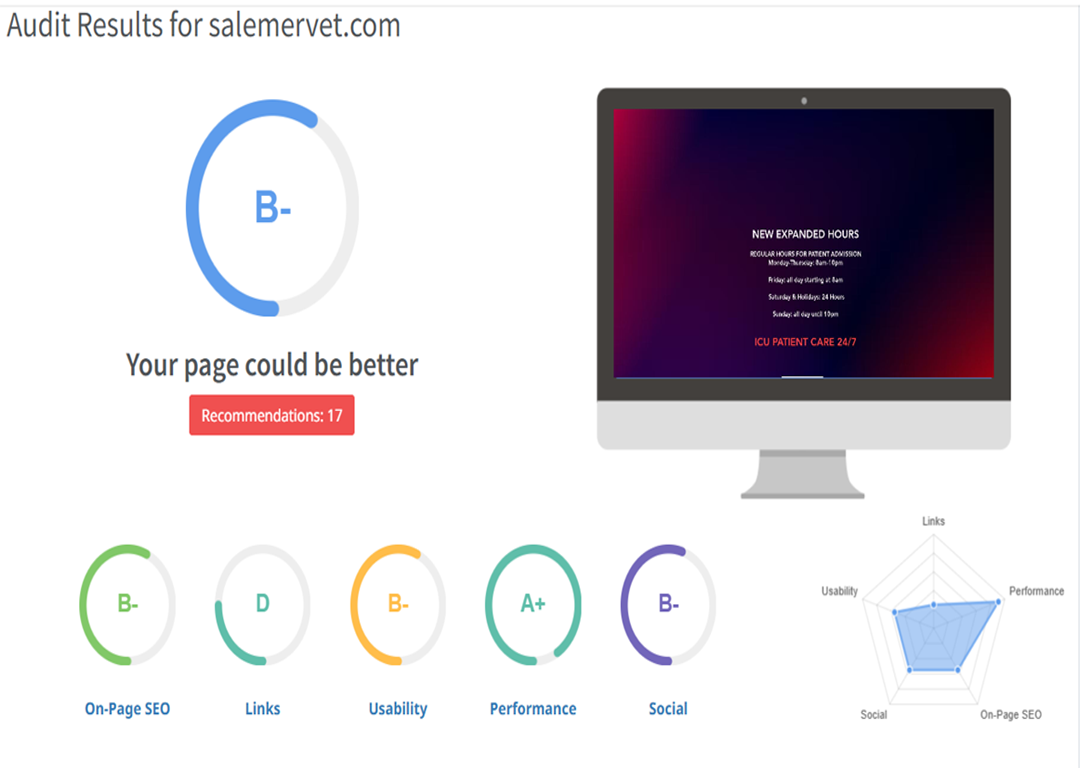 Audit Results for salemervet.com
B-
Your page could be better
Recommendations: 17
NEW EXPANDED HOURS
REGULAR HOURS FOR PATIENT ADMISSION
Monday-Thursday: 8am-10pm
Friday: all day starting at 8am
Saturday & Holidays: 24 Hours
Sunday: all day until 10pm
ICU PATIENT CARE 24/7
B-
D
B-
A+
B-
On-Page SEO
Links
Usability
Performance
Social
Links
Usability
Performance
Social
On-Page SEO